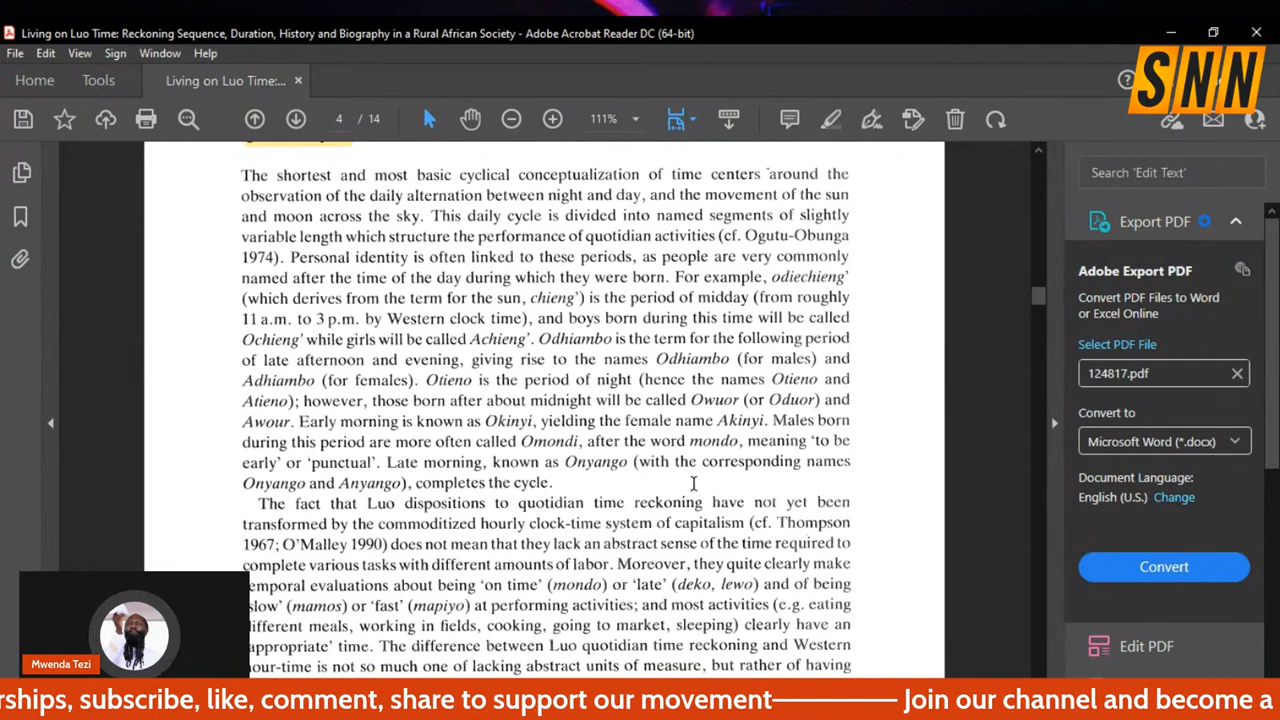 Living on Luo Time: Reckoning Sequence, Duration, History and Biography in a Rural African Society - Adobe Acrobat Reader DC (64-bit)
File Edit View Window Sign Help
Home Tools Living on Luo Time:... ×
SNN
4 / 14 111%
The shortest and most basic cyclical conceptualization of time centers around the
observation of the daily alternation between night and day, and the movement of the sun
and moon across the sky. This daily cycle is divided into named segments of slightly
variable length which structure the performance of quotidian activities (cf. Ogutu-Obunga
1974). Personal identity is often linked to these periods, as people are very commonly
named after the time of the day during which they were born. For example, odiechieng'
(which derives from the term for the sun, chieng') is the period of midday (from roughly
11 a.m. to 3 p.m. by Western clock time), and boys born during this time will be called
Ochieng' while girls will be called Achieng'. Odhiambo is the term for the following period
of late afternoon and evening, giving rise to the names Odhiambo (for males) and
Adhiambo (for females). Otieno is the period of night (hence the names Otieno and
Atieno); however, those born after about midnight will be called Owuor (or Oduor) and
Awour. Early morning is known as Okinyi, yielding the female name Akinyi. Males born
during this period are more often called Omondi, after the word mondo, meaning 'to be
early' or 'punctual'. Late morning, known as Onyango (with the corresponding names
Onyango and Anyango), completes the cycle.
The fact that Luo dispositions to quotidian time reckoning have not yet been
transformed by the commoditized hourly clock-time system of capitalism (cf. Thompson
1967; O'Malley 1990) does not mean that they lack an abstract sense of the time required to
complete various tasks with different amounts of labor. Moreover, they quite clearly make
temporal evaluations about being 'on time' (mondo) or 'late' (deko, lewo) and of being
slow' (mamos) or 'fast' (mapiyo) at performing activities; and most activities (e.g. eating
different meals, working in fields, cooking, going to market, sleeping) clearly have an
appropriate' time. The difference between Luo quotidian time reckoning and Western
hour-time is not so much one of lacking abstract units of measure, but rather of having
Search 'Edit Text'
Export PDF
Adobe Export PDF
Convert PDF Files to Word
or Excel Online
Select PDF File
124817.pdf ×
Convert to
Microsoft Word (*.docx)
Document Language:
English (U.S.) Change
Convert
Edit PDF
Mwenda Tezi
rships, subscribe, like, comment, share to support our movement———— Join our channel and become a